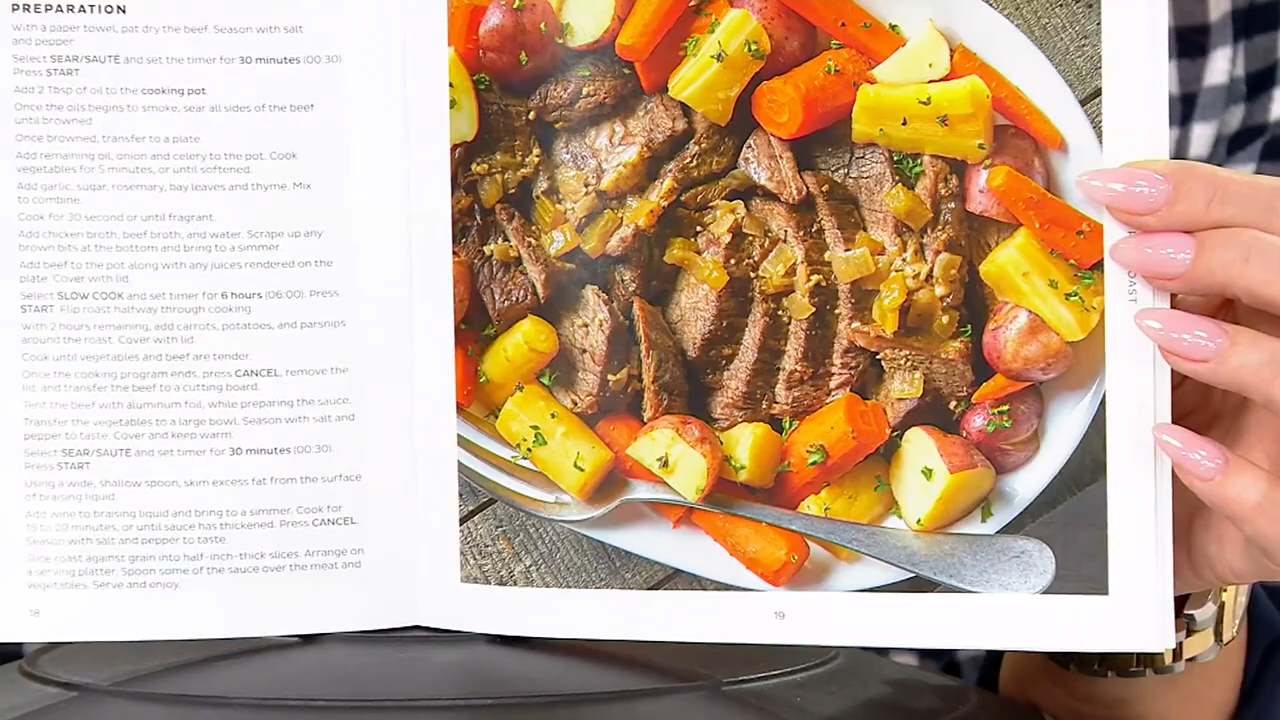 PREPARATION
With a paper towel, pat dry the beef. Season with salt
and pepper.
Select SEAR/SAUTÉ and set the timer for 30 minutes (00:30).
Press START.
Add 2 Tbsp of oil to the cooking pot.
Once the oils begins to smoke, sear all sides of the beef
until browned.
Once browned, transfer to a plate.
Add remaining oil, onion and celery to the pot. Cook
vegetables for 5 minutes, or until softened.
Add garlic, sugar, rosemary, bay leaves and thyme. Mix
to combine.
Cook for 30 second or until fragrant.
Add chicken broth, beef broth, and water. Scrape up any
brown bits at the bottom and bring to a simmer.
Add beef to the pot along with any juices rendered on the
plate. Cover with lid.
Select SLOW COOK and set timer for 6 hours (06:00). Press
START. Flip roast halfway through cooking.
With 2 hours remaining, add carrots, potatoes, and parsnips
around the roast. Cover with lid.
Cook until vegetables and beef are tender.
Once the cooking program ends, press CANCEL, remove the
lid, and transfer the beef to a cutting board.
Tent the beef with aluminum foil, while preparing the sauce.
Transfer the vegetables to a large bowl. Season with salt and
pepper to taste. Cover and keep warm.
Select SEAR/SAUTÉ and set timer for 30 minutes (00:30).
Press START.
Using a wide, shallow spoon, skim excess fat from the surface
of braising liquid.
Add wine to braising liquid and bring to a simmer. Cook for
15 to 20 minutes, or until sauce has thickened. Press CANCEL.
Season with salt and pepper to taste.
Slice roast against grain into half-inch-thick slices. Arrange on
a serving platter. Spoon some of the sauce over the meat and
vegetables. Serve and enjoy.
18
19